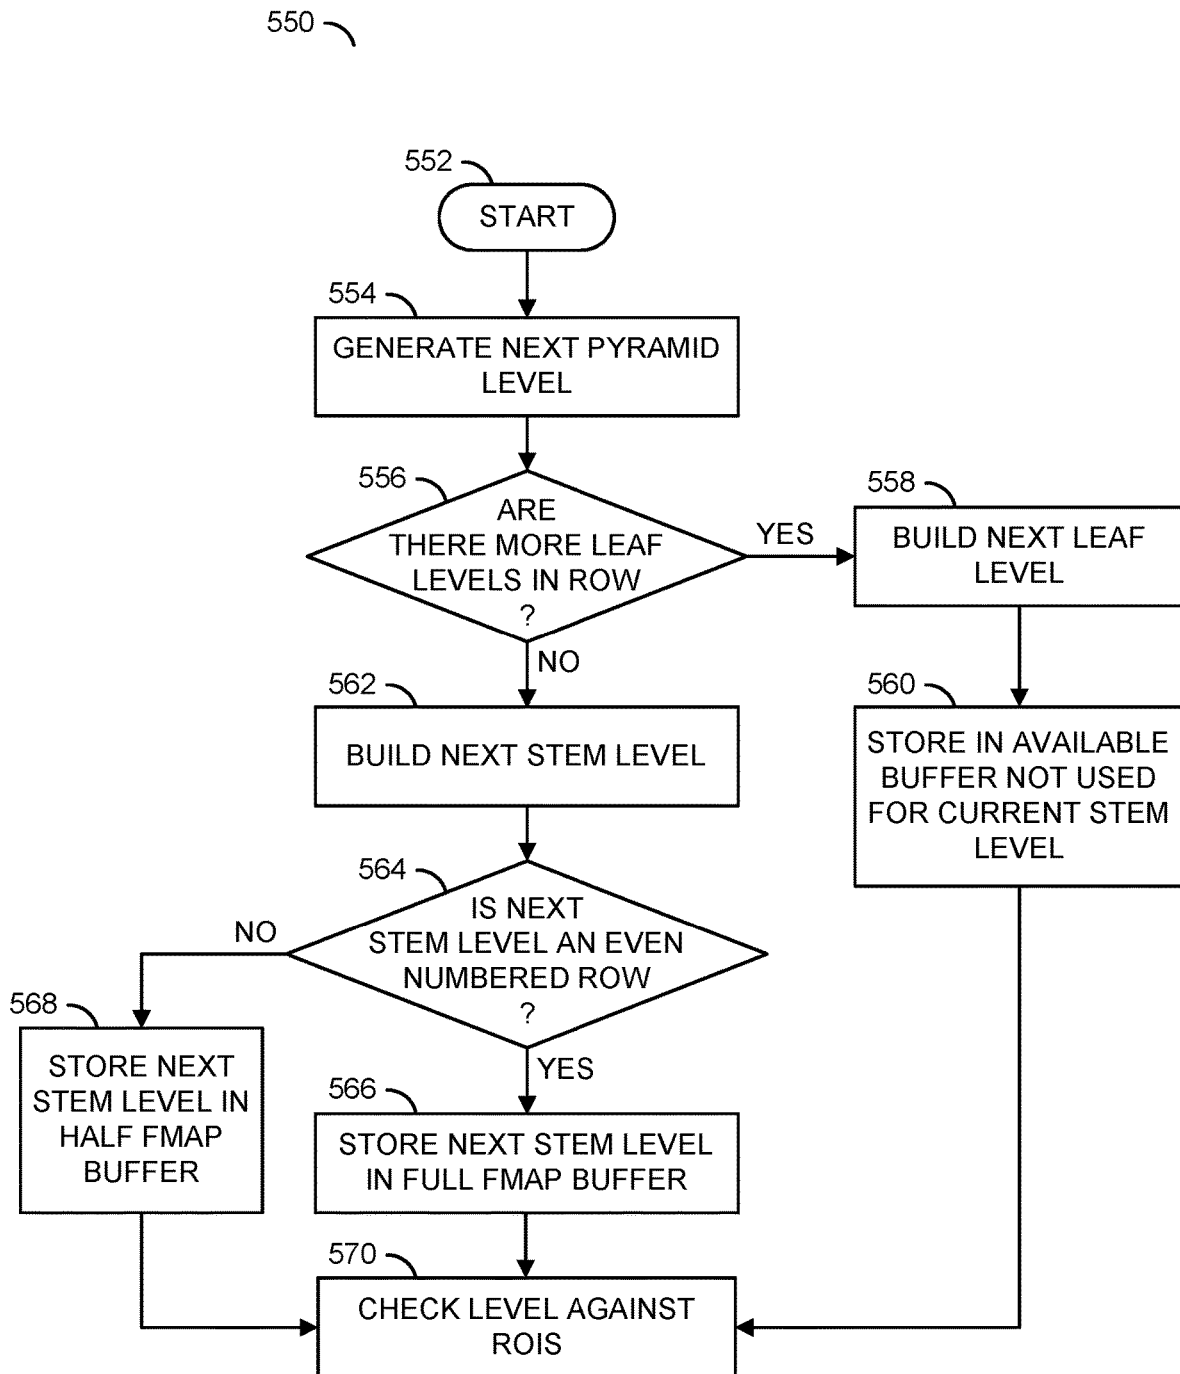 550
552
START
554
GENERATE NEXT PYRAMID
LEVEL
556
ARE
THERE MORE LEAF
LEVELS IN ROW
?
YES
558
BUILD NEXT LEAF
LEVEL
NO
562
BUILD NEXT STEM LEVEL
560
STORE IN AVAILABLE
BUFFER NOT USED
FOR CURRENT STEM
LEVEL
564
IS NEXT
STEM LEVEL AN EVEN
NUMBERED ROW
?
NO
568
STORE NEXT
STEM LEVEL IN
HALF FMAP
BUFFER
YES
566
STORE NEXT STEM LEVEL
IN FULL FMAP BUFFER
570
CHECK LEVEL AGAINST
ROIS